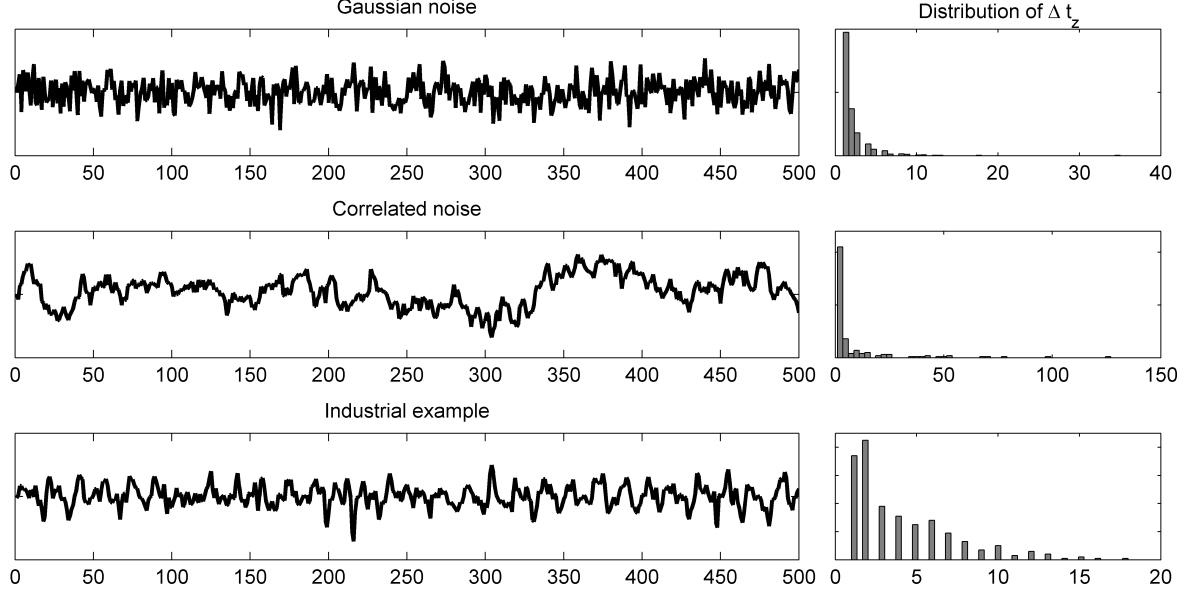 Gaussian noise
Distribution of Δ t_z
0 50 100 150 200 250 300 350 400 450 500
0 10 20 30 40
Correlated noise
0 50 100 150 200 250 300 350 400 450 500
0 50 100 150
Industrial example
0 50 100 150 200 250 300 350 400 450 500
0 5 10 15 20